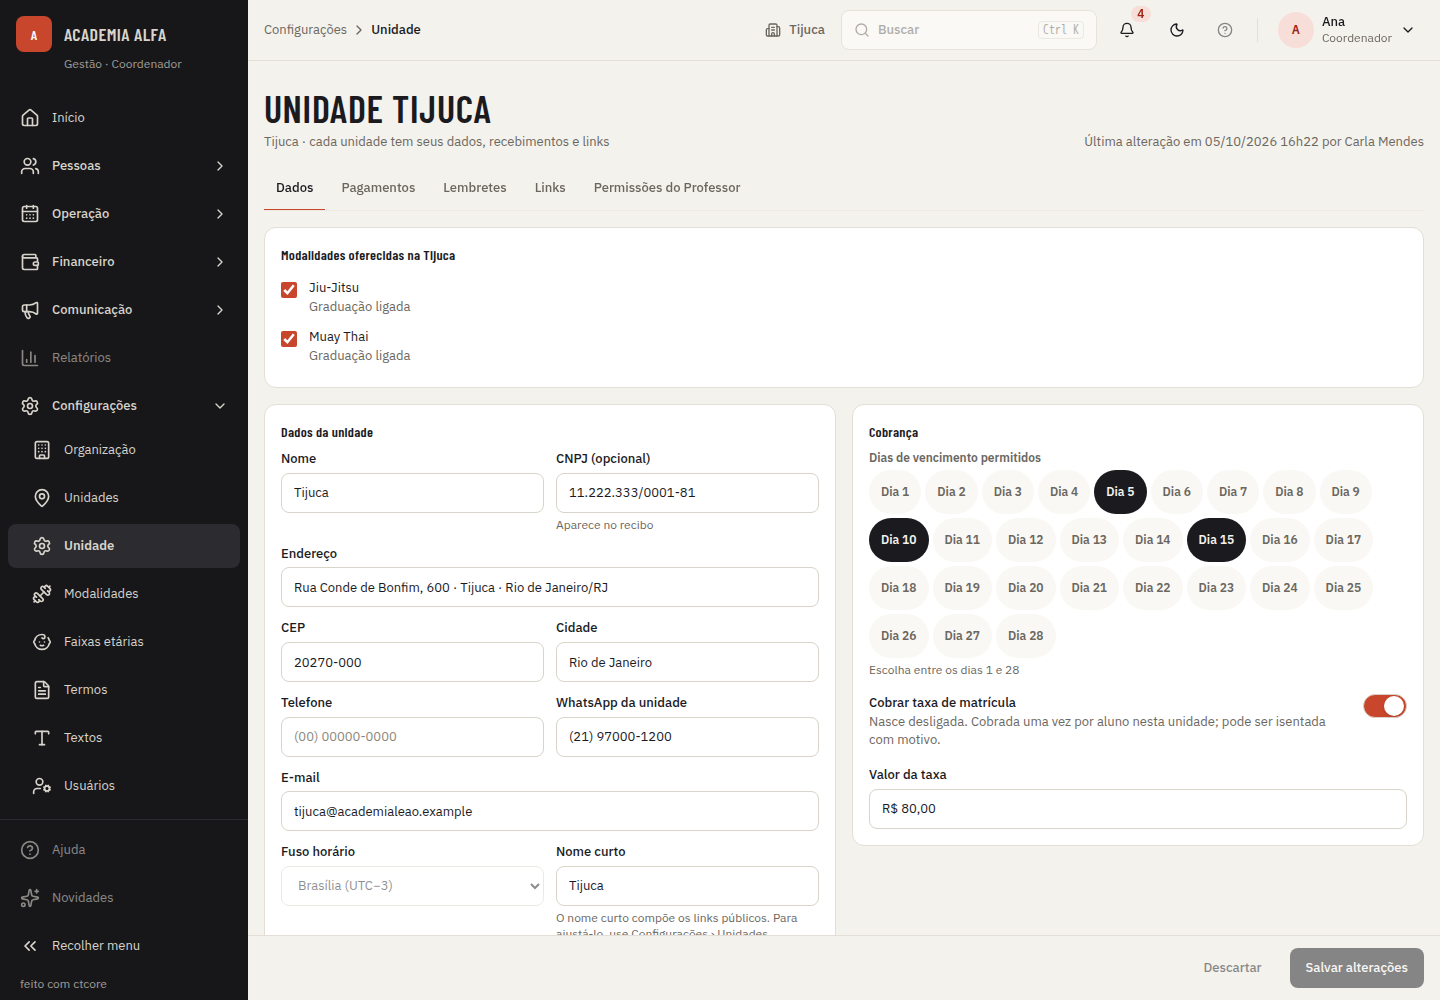 A
ACADEMIA ALFA
Gestão · Coordenador
Início
Pessoas
Operação
Financeiro
Comunicação
Relatórios
Configurações
Organização
Unidades
Unidade
Modalidades
Faixas etárias
Termos
Textos
Usuários
Ajuda
Novidades
Recolher menu
feito com ctcore
Configurações > Unidade
Tijuca
Buscar
Ctrl K
4
A
Ana
Coordenador
UNIDADE TIJUCA
Tijuca · cada unidade tem seus dados, recebimentos e links
Última alteração em 05/10/2026 16h22 por Carla Mendes
Dados
Pagamentos
Lembretes
Links
Permissões do Professor
Modalidades oferecidas na Tijuca
Jiu-Jitsu
Graduação ligada
Muay Thai
Graduação ligada
Dados da unidade
Nome
CNPJ (opcional)
Tijuca
11.222.333/0001-81
Aparece no recibo
Endereço
Rua Conde de Bonfim, 600 · Tijuca · Rio de Janeiro/RJ
CEP
Cidade
20270-000
Rio de Janeiro
Telefone
WhatsApp da unidade
(00) 00000-0000
(21) 97000-1200
E-mail
tijuca@academialeao.example
Fuso horário
Nome curto
Brasília (UTC−3)
Tijuca
O nome curto compõe os links públicos. Para
ajustá-lo, use Configurações › Unidades.
Cobrança
Dias de vencimento permitidos
Dia 1 Dia 2 Dia 3 Dia 4 Dia 5 Dia 6 Dia 7 Dia 8 Dia 9
Dia 10 Dia 11 Dia 12 Dia 13 Dia 14 Dia 15 Dia 16 Dia 17
Dia 18 Dia 19 Dia 20 Dia 21 Dia 22 Dia 23 Dia 24 Dia 25
Dia 26 Dia 27 Dia 28
Escolha entre os dias 1 e 28
Cobrar taxa de matrícula
Nasce desligada. Cobrada uma vez por aluno nesta unidade; pode ser isentada
com motivo.
Valor da taxa
R$ 80,00
Descartar
Salvar alterações